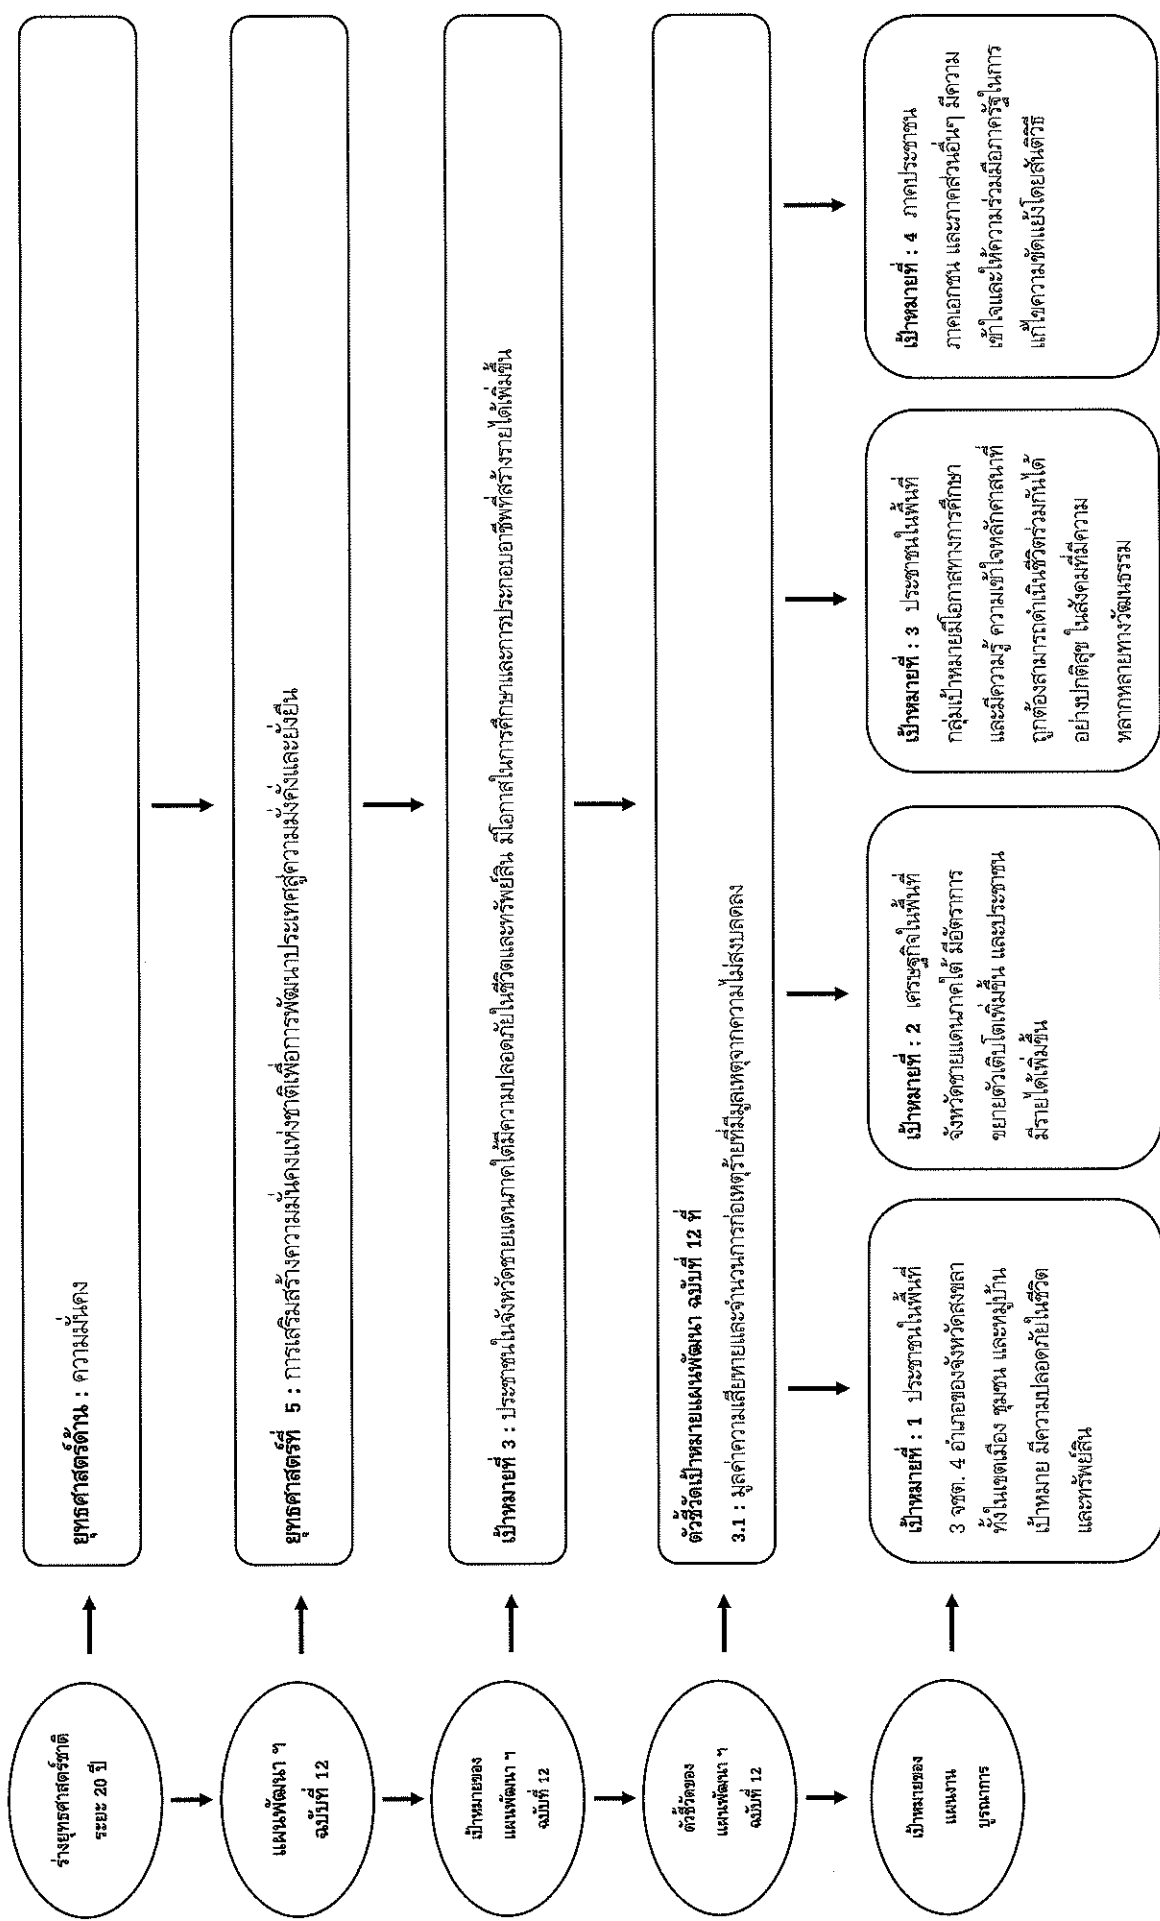 ร่างยุทธศาสตร์ชาติ
ระยะ 20 ปี
ยุทธศาสตร์ด้าน : ความมั่นคง
แผนพัฒนา ฯ
ฉบับที่ 12
ยุทธศาสตร์ที่ 5 : การเสริมสร้างความมั่นคงแห่งชาติเพื่อการพัฒนาประเทศสู่ความมั่งคั่งและยั่งยืน
เป้าหมายของ
แผนพัฒนา ฯ
ฉบับที่ 12
เป้าหมายที่ 3 : ประชาชนในจังหวัดชายแดนภาคใต้มีความปลอดภัยในชีวิตและทรัพย์สิน มีโอกาสในการศึกษาและการประกอบอาชีพที่สร้างรายได้เพิ่มขึ้น
ตัวชี้วัดของ
แผนพัฒนา ฯ
ฉบับที่ 12
ตัวชี้วัดเป้าหมายแผนพัฒนา ฉบับที่ 12 ที่
3.1 : มูลค่าความเสียหายและจำนวนการก่อเหตุร้ายที่มีมูลเหตุจากความไม่สงบลดลง
เป้าหมายของ
แผนงาน
บูรณาการ
เป้าหมายที่ : 1 ประชาชนในพื้นที่
3 จชต. 4 อำเภอของจังหวัดสงขลา
ทั้งในเขตเมือง ชุมชน และหมู่บ้าน
เป้าหมาย มีความปลอดภัยในชีวิต
และทรัพย์สิน
เป้าหมายที่ : 2 เศรษฐกิจในพื้นที่
จังหวัดชายแดนภาคใต้ มีอัตราการ
ขยายตัวเติบโตเพิ่มขึ้น และประชาชน
มีรายได้เพิ่มขึ้น
เป้าหมายที่ : 3 ประชาชนในพื้นที่
กลุ่มเป้าหมายมีโอกาสทางการศึกษา
และมีความรู้ ความเข้าใจหลักศาสนาที่
ถูกต้องสามารถดำเนินชีวิตร่วมกันได้
อย่างปกติสุข ในสังคมที่มีความ
หลากหลายทางวัฒนธรรม
เป้าหมายที่ : 4 ภาคประชาชน
ภาคเอกชน และภาคส่วนอื่นๆ มีความ
เข้าใจและให้ความร่วมมือภาครัฐในการ
แก้ไขความขัดแย้งโดยสันติวิธี